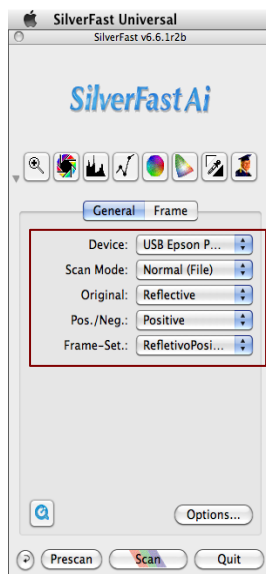 SilverFast Universal
SilverFast v6.6.1r2b
SilverFast Ai
General Frame
Device: USB Epson P...
Scan Mode: Normal (File)
Original: Reflective
Pos./Neg.: Positive
Frame-Set.: RefletivoPosi...
Options...
Prescan Scan Quit